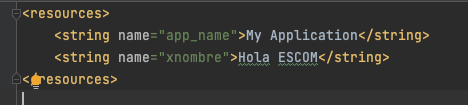 <resources>
<string name="app_name">My Application</string>
<string name="xnombre">Hola ESCOM</string>
</resources>